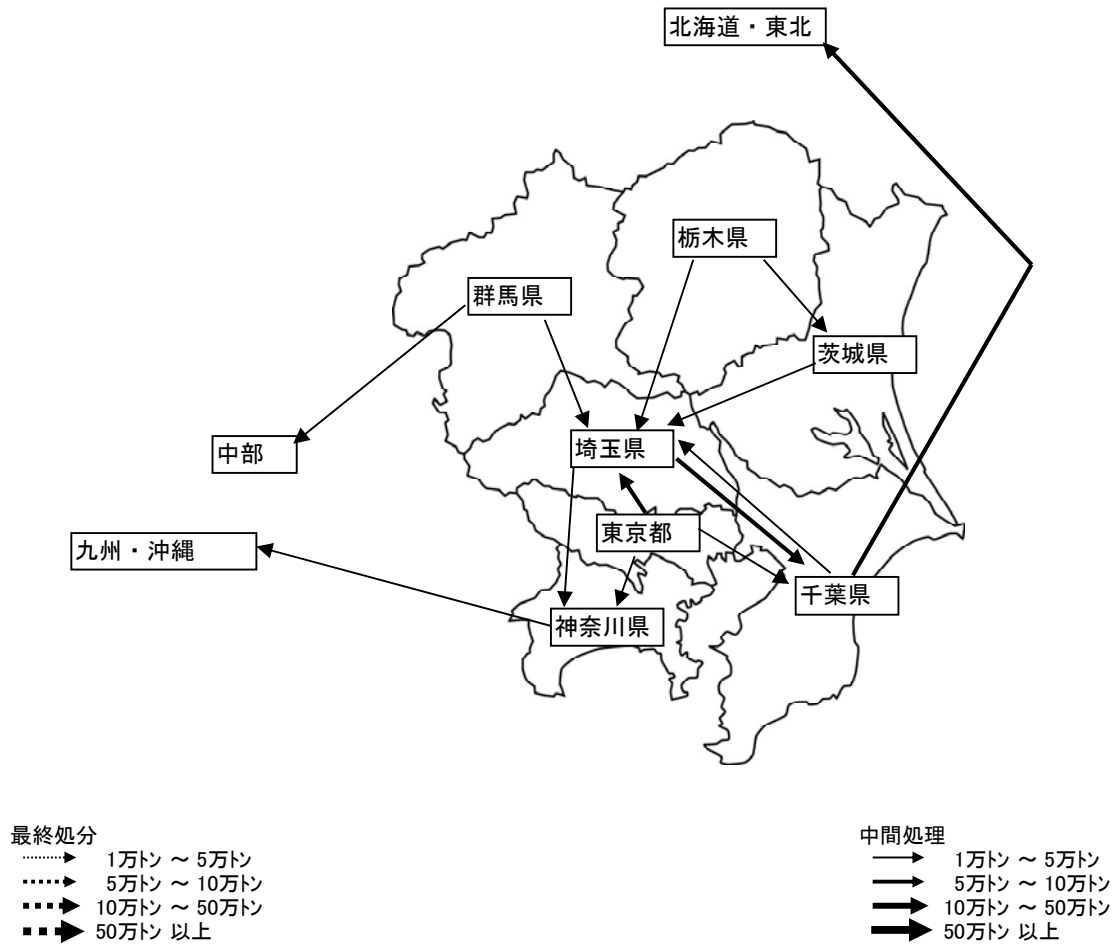 北海道・東北
栃木県
群馬県
茨城県
中部
埼玉県
東京都
九州・沖縄
千葉県
神奈川県
最終処分
1万トン ～ 5万トン
5万トン ～ 10万トン
10万トン ～ 50万トン
50万トン 以上
中間処理
1万トン ～ 5万トン
5万トン ～ 10万トン
10万トン ～ 50万トン
50万トン 以上